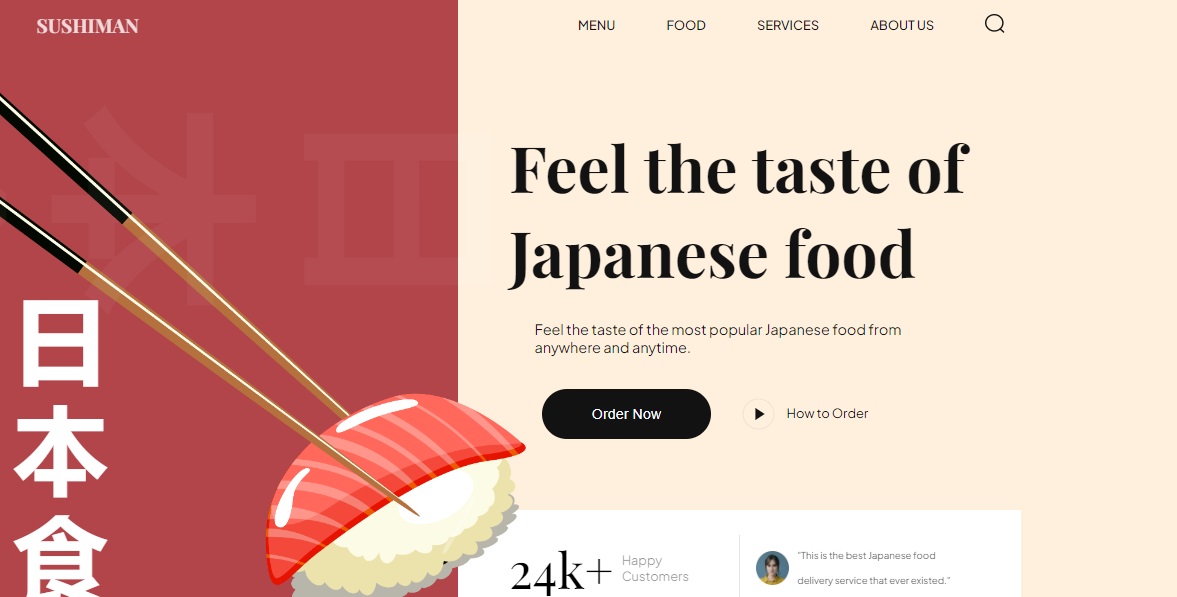 SUSHIMAN
MENU FOOD SERVICES ABOUT US
Feel the taste of
Japanese food
Feel the taste of the most popular Japanese food from
anywhere and anytime.
Order Now
How to Order
日
本
食
24k+
Happy
Customers
"This is the best Japanese food
delivery service that ever existed."